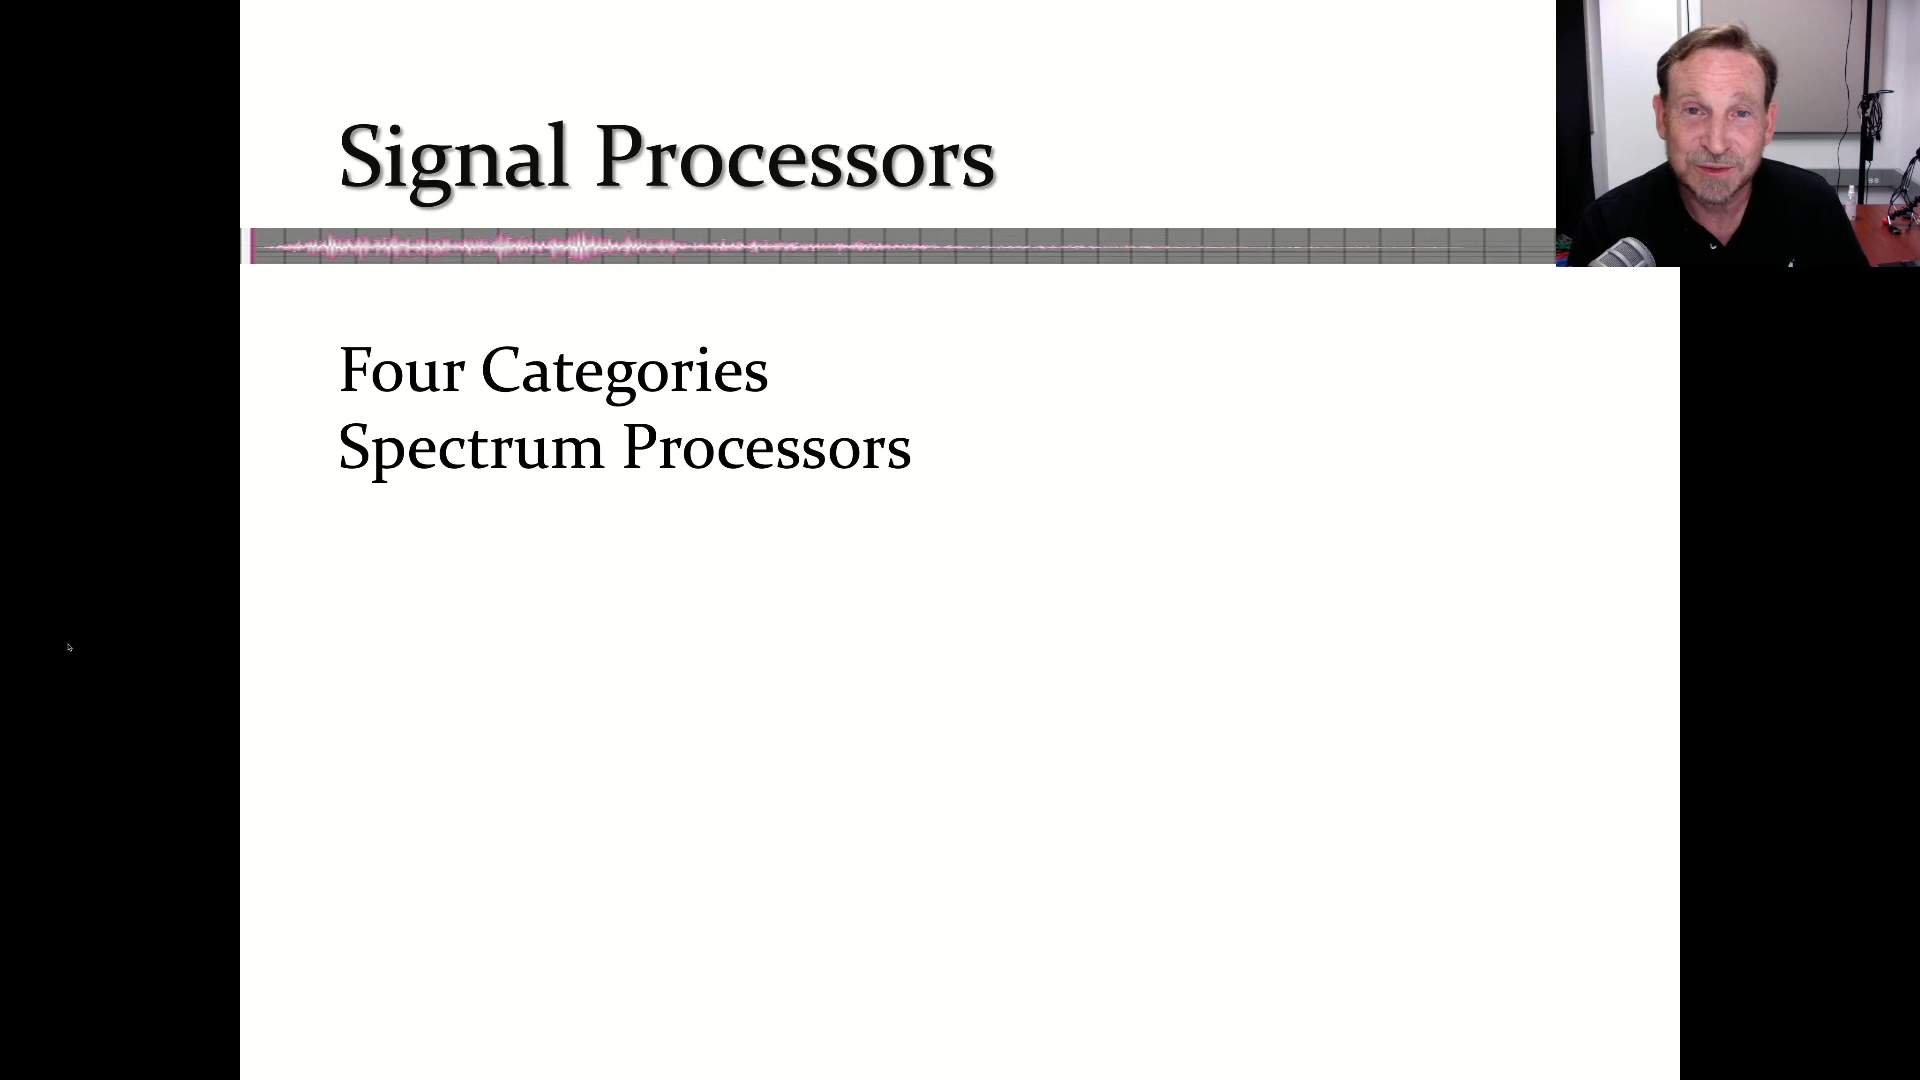 Signal Processors
Four Categories
Spectrum Processors